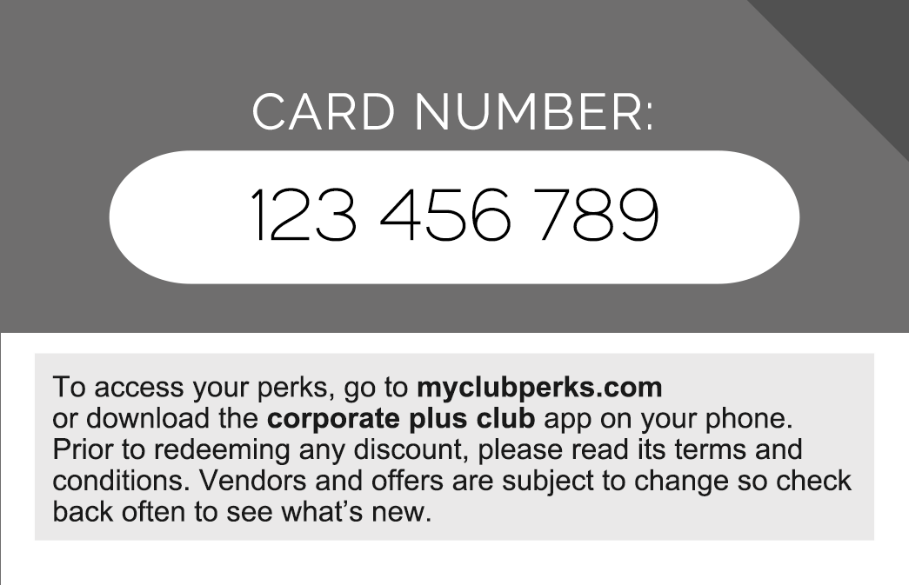 CARD NUMBER:
123 456 789
To access your perks, go to myclubperks.com
or download the corporate plus club app on your phone.
Prior to redeeming any discount, please read its terms and
conditions. Vendors and offers are subject to change so check
back often to see what’s new.